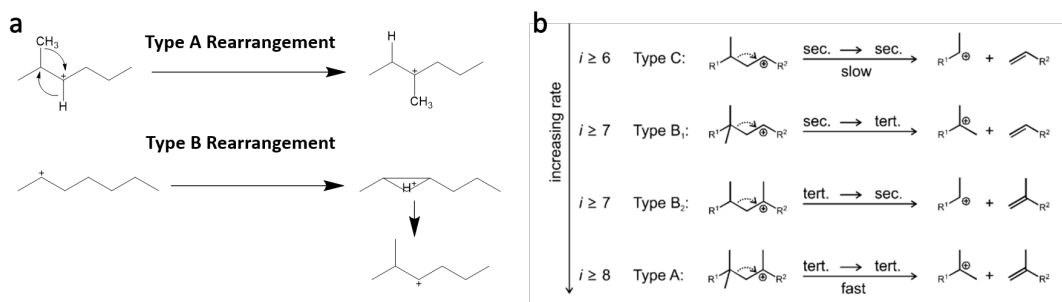 a
CH3
+
H
Type A Rearrangement
H
+
CH3
Type B Rearrangement
+
H+
+
b
increasing rate
i ≥ 6 Type C: R1 ⊕ R2 sec. → sec. slow ⊕ R1 + R2
i ≥ 7 Type B1: R1 ⊕ R2 sec. → tert. R1 ⊕ + R2
i ≥ 7 Type B2: R1 ⊕ R2 tert. → sec. R1 ⊕ + R2
i ≥ 8 Type A: R1 ⊕ R2 tert. → tert. fast R1 ⊕ + R2